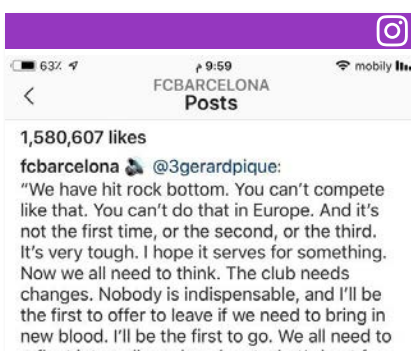 63% م 9:59 mobily
FCBARCELONA
Posts
1,580,607 likes
fcbarcelona 🔊 @3gerardpique:
“We have hit rock bottom. You can’t compete
like that. You can’t do that in Europe. And it’s
not the first time, or the second, or the third.
It’s very tough. I hope it serves for something.
Now we all need to think. The club needs
changes. Nobody is indispensable, and I’ll be
the first to offer to leave if we need to bring in
new blood. I’ll be the first to go. We all need to